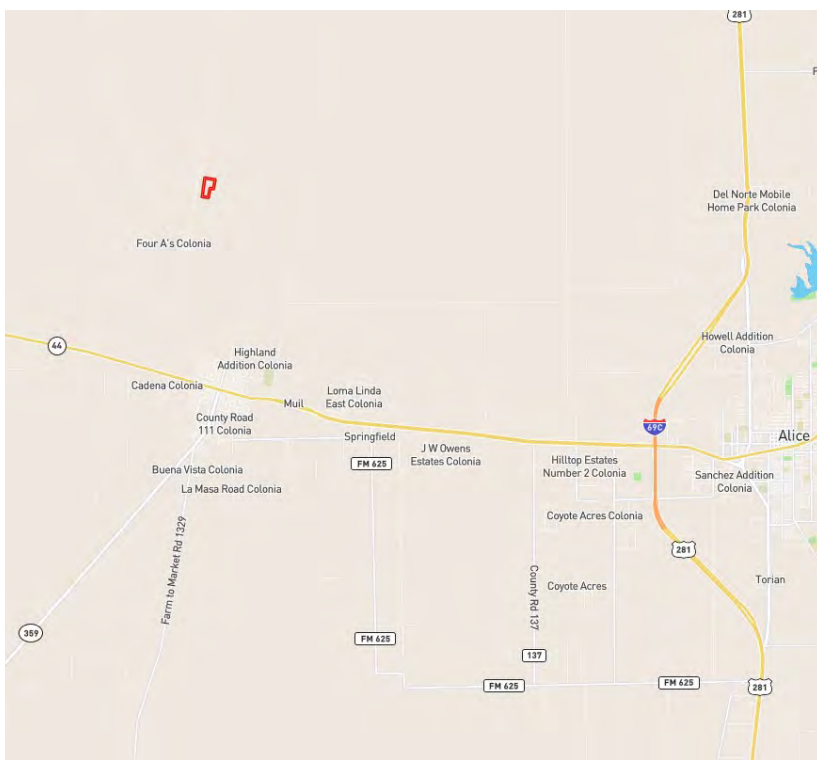 281
F
Del Norte Mobile
Home Park Colonia
Four A's Colonia
44
Howell Addition
Colonia
Highland
Addition Colonia
Cadena Colonia
Loma Linda
East Colonia
Muil
County Road
111 Colonia
69C
Springfield
Alice
J W Owens
Estates Colonia
FM 625
Hilltop Estates
Number 2 Colonia
Buena Vista Colonia
Sanchez Addition
Colonia
La Masa Road Colonia
Coyote Acres Colonia
Farm to Market Rd 1329
281
Torian
Coyote Acres
County Rd 137
359
FM 625
137
FM 625
FM 625
281